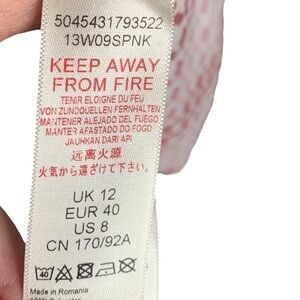 5045431793522
13W09SPNK
KEEP AWAY
FROM FIRE
TENIR ELOIGNE DU FEU
VON ZUNDQUELLEN FERNHALTEN
MANTENER ALEJADO DEL FUEGO
MANTER AFASTADO DO FOGO
JAUHKAN DARI API
远离火源
火気から遠ざけて下さい。
UK 12
EUR 40
US 8
CN 170/92A
40
Made in Romania